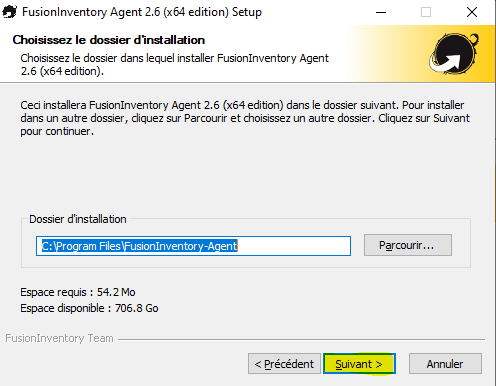 FusionInventory Agent 2.6 (x64 edition) Setup
Choisissez le dossier d'installation
Choisissez le dossier dans lequel installer FusionInventory Agent
2.6 (x64 edition).
Ceci installera FusionInventory Agent 2.6 (x64 edition) dans le dossier suivant. Pour installer
dans un autre dossier, cliquez sur Parcourir et choisissez un autre dossier. Cliquez sur Suivant
pour continuer.
Dossier d'installation
C:\Program Files\FusionInventory-Agent
Parcourir...
Espace requis : 54.2 Mo
Espace disponible : 706.8 Go
FusionInventory Team
< Précédent
Suivant >
Annuler